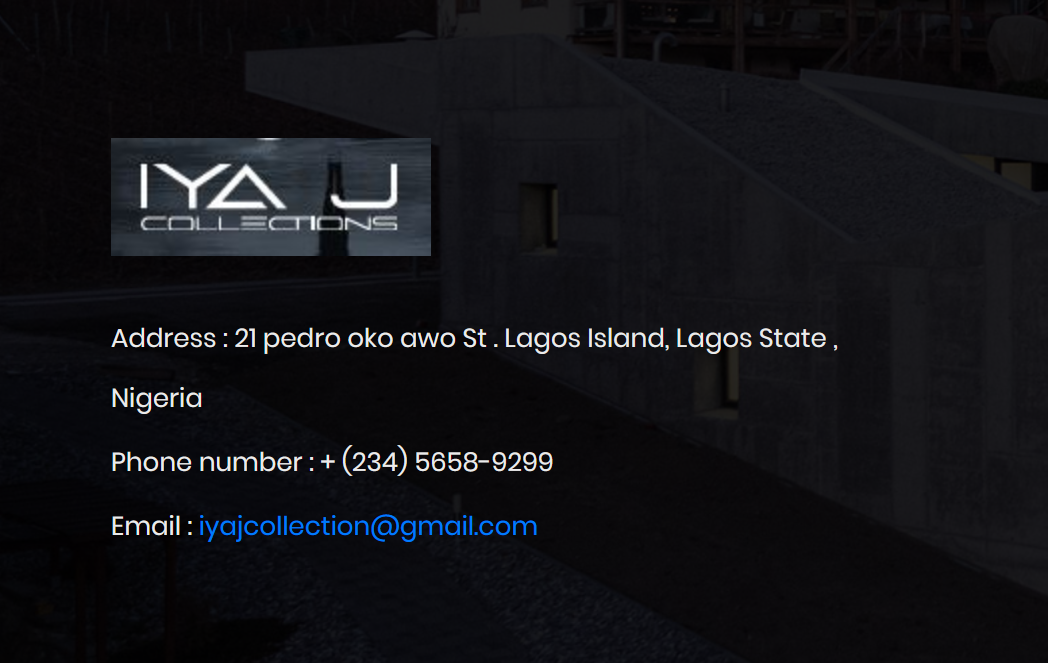 IYA J
COLLECTIONS
Address : 21 pedro oko awo St . Lagos Island, Lagos State ,
Nigeria
Phone number : + (234) 5658-9299
Email : iyajcollection@gmail.com